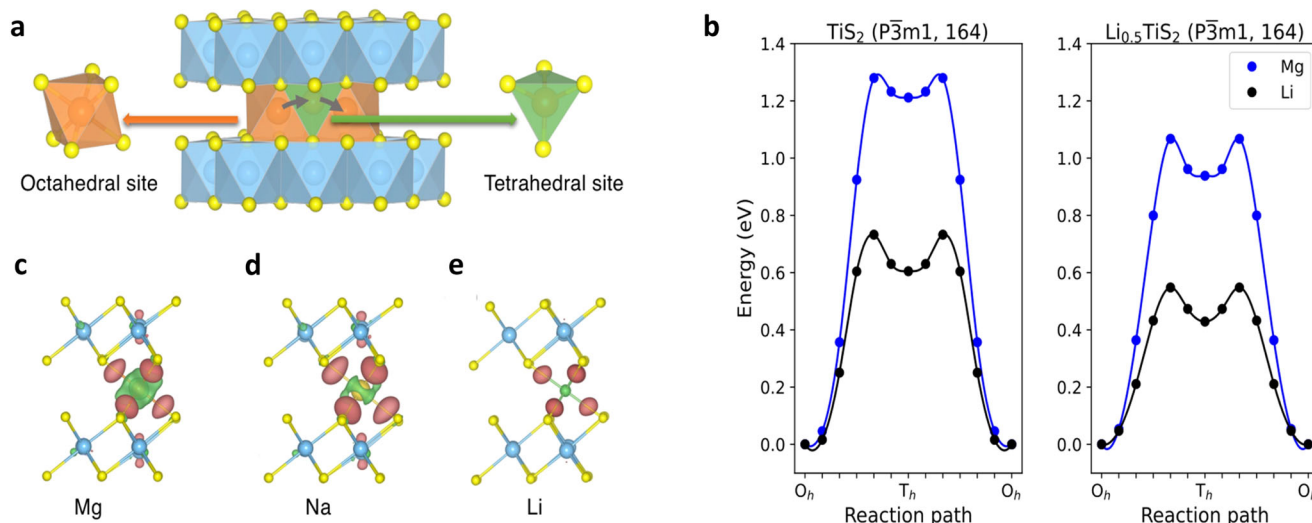 a
Octahedral site
Tetrahedral site
b
TiS₂ (P3̅m1, 164)
Li₀.₅TiS₂ (P3̅m1, 164)
Mg
Li
Energy (eV)
1.4
1.2
1.0
0.8
0.6
0.4
0.2
0.0
Oₕ
Tₕ
Oₕ
Reaction path
1.4
1.2
1.0
0.8
0.6
0.4
0.2
0.0
Oₕ
Tₕ
O
Reaction path
c
d
e
Mg
Na
Li